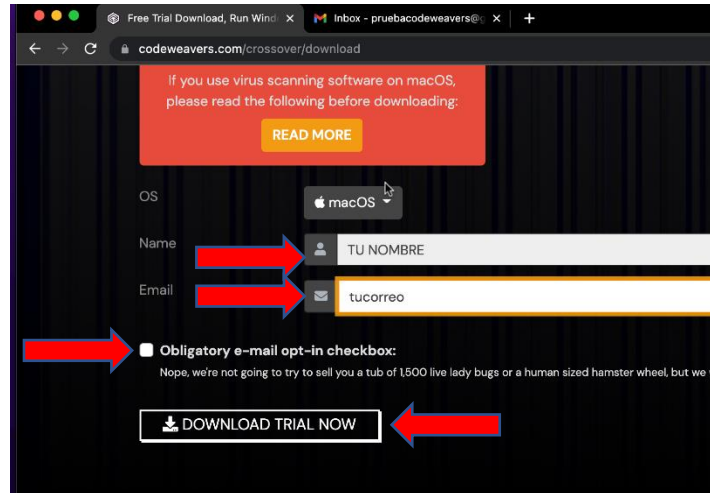 Free Trial Download, Run Wind
Inbox - pruebacodeweavers@g
codeweavers.com/crossover/download
If you use virus scanning software on macOS,
please read the following before downloading:
READ MORE
OS
macOS
Name
TU NOMBRE
Email
tucorreo
Obligatory e-mail opt-in checkbox:
Nope, we're not going to try to sell you a tub of 1,500 live lady bugs or a human sized hamster wheel, but we
DOWNLOAD TRIAL NOW